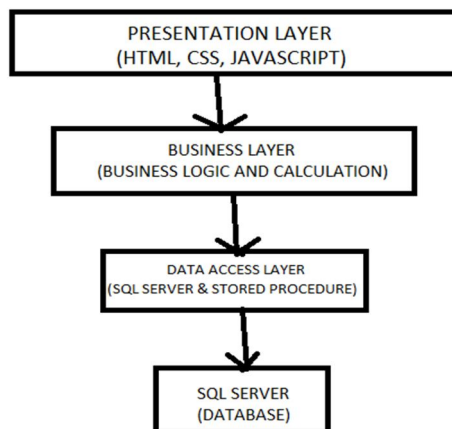 PRESENTATION LAYER
(HTML, CSS, JAVASCRIPT)
BUSINESS LAYER
(BUSINESS LOGIC AND CALCULATION)
DATA ACCESS LAYER
(SQL SERVER & STORED PROCEDURE)
SQL SERVER
(DATABASE)